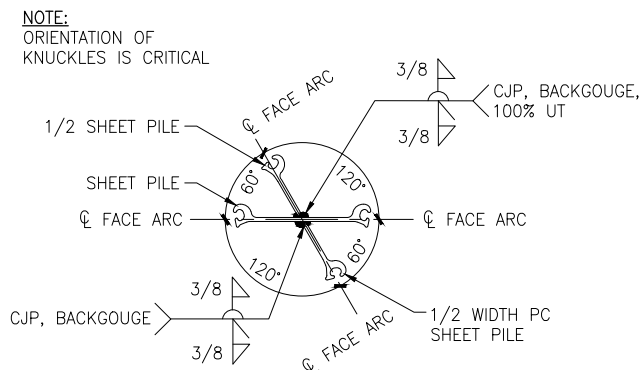 NOTE:
ORIENTATION OF
KNUCKLES IS CRITICAL
3/8
3/8
CJP, BACKGOUGE,
100% UT
℄ FACE ARC
1/2 SHEET PILE
SHEET PILE
60°
120°
℄ FACE ARC
℄ FACE ARC
120°
60°
3/8
3/8
CJP, BACKGOUGE
1/2 WIDTH PC
SHEET PILE
℄ FACE ARC